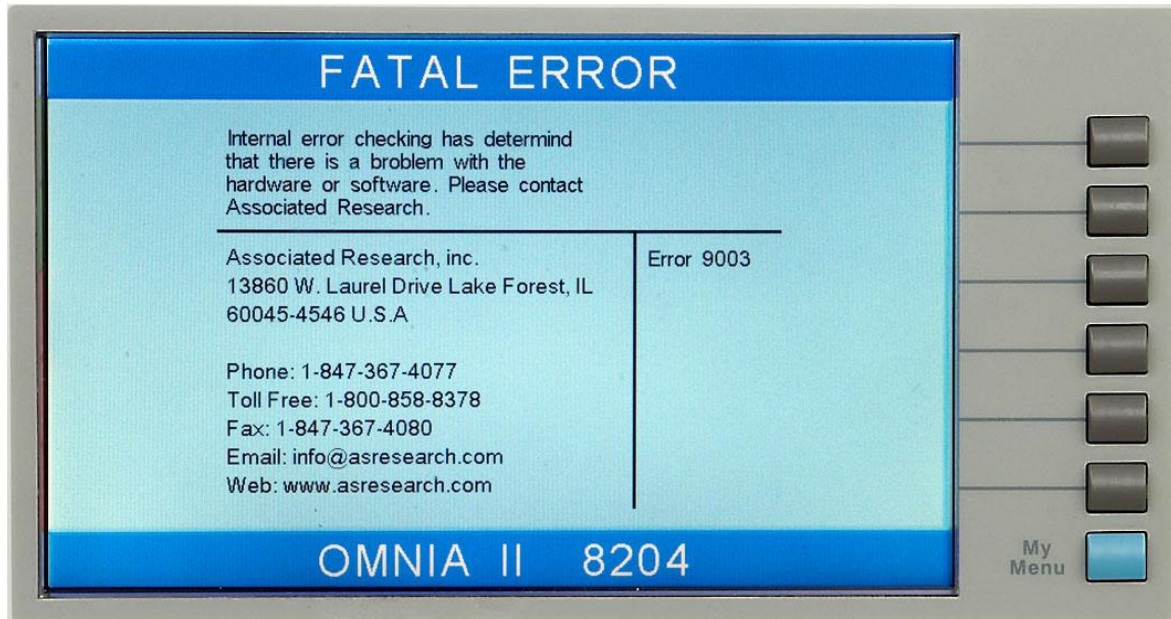 FATAL ERROR
Internal error checking has determind
that there is a broblem with the
hardware or software. Please contact
Associated Research.
Associated Research, inc.
13860 W. Laurel Drive Lake Forest, IL
60045-4546 U.S.A
Phone: 1-847-367-4077
Toll Free: 1-800-858-8378
Fax: 1-847-367-4080
Email: info@asresearch.com
Web: www.asresearch.com
Error 9003
OMNIA II 8204
My
Menu